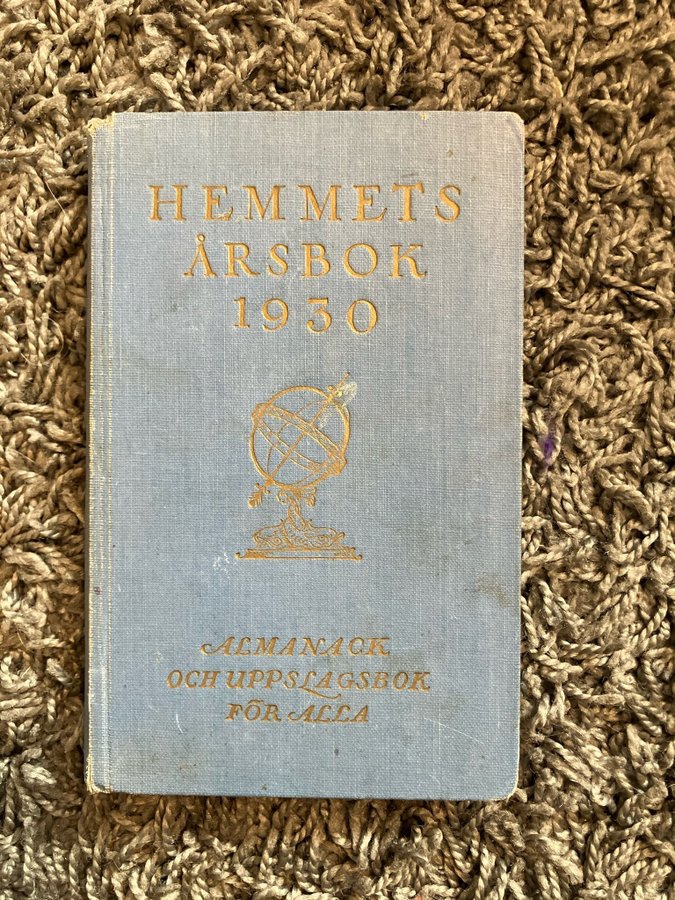 HEMMETS
ÅRSBOK
1930
ALMANACK
OCH UPPSLAGSBOK
FÖR ALLA